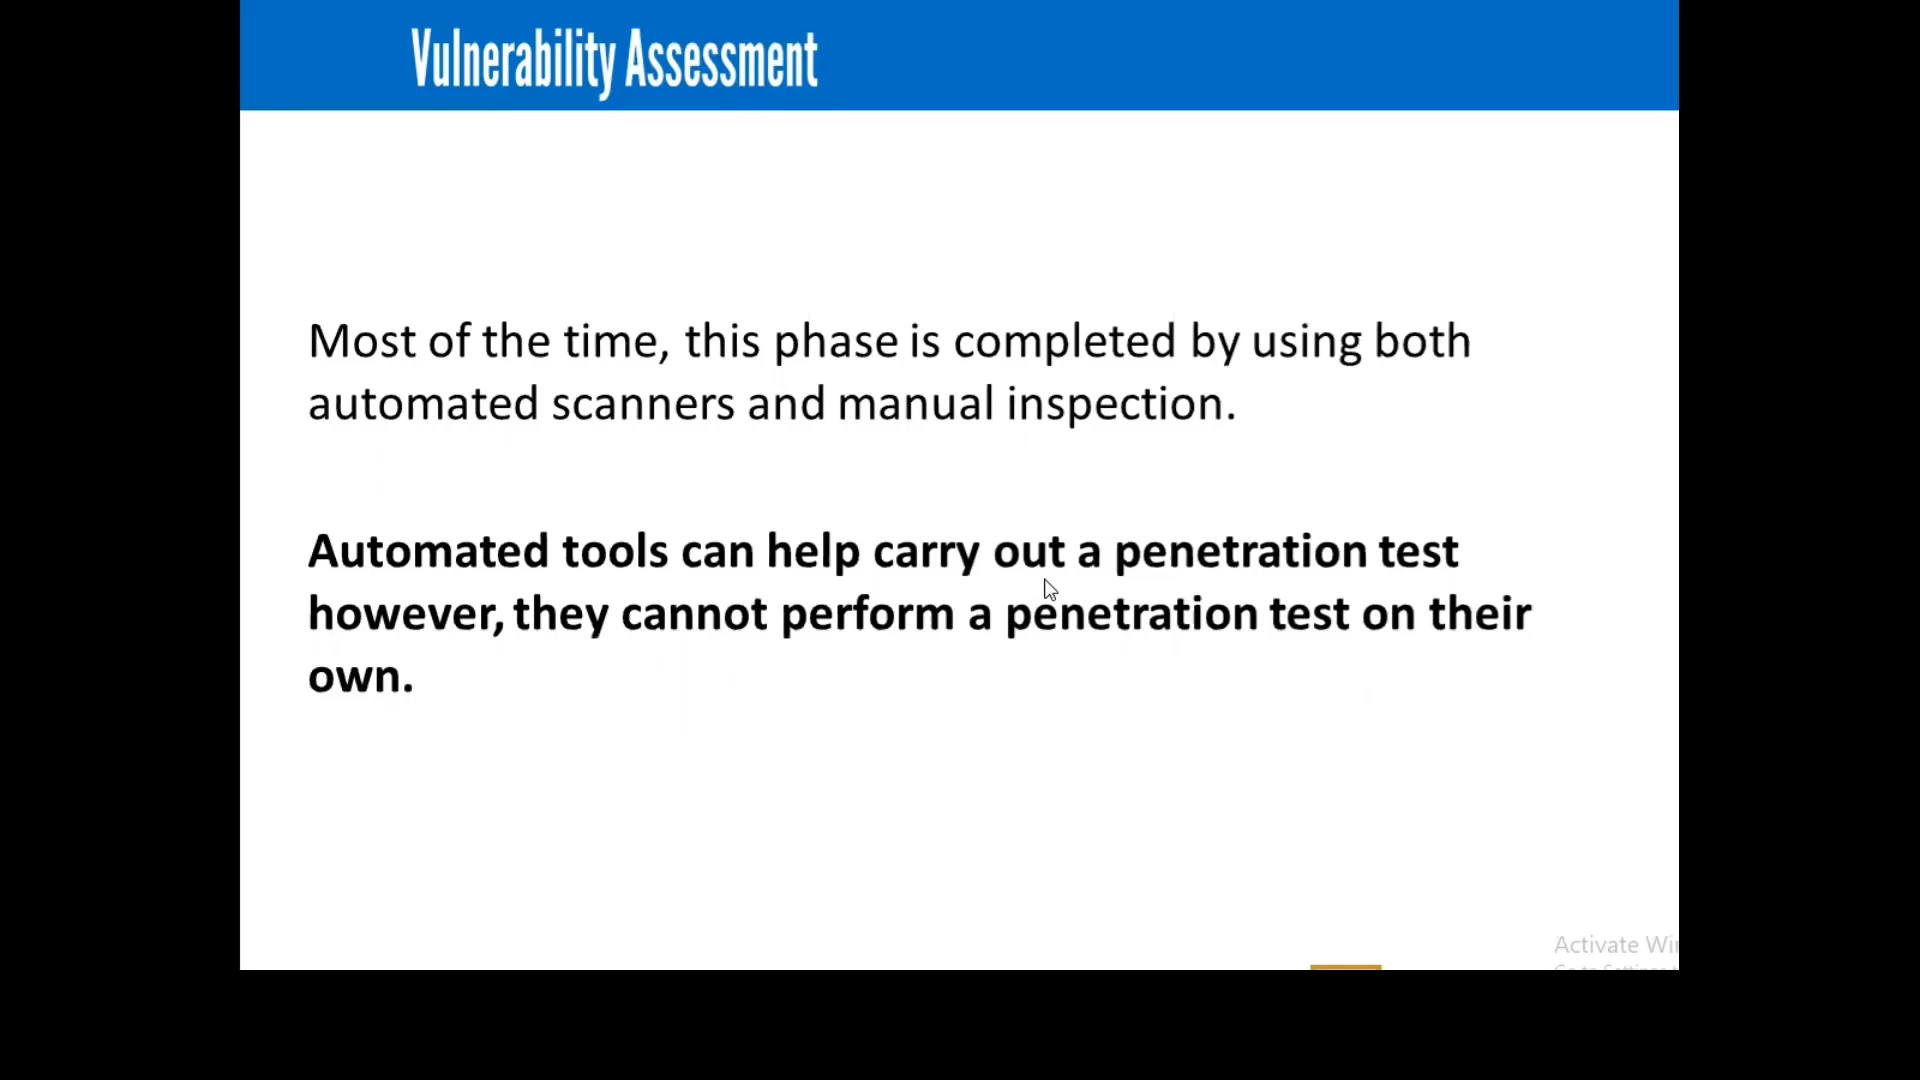 Vulnerability Assessment
Most of the time, this phase is completed by using both
automated scanners and manual inspection.
Automated tools can help carry out a penetration test
however, they cannot perform a penetration test on their
own.
Activate